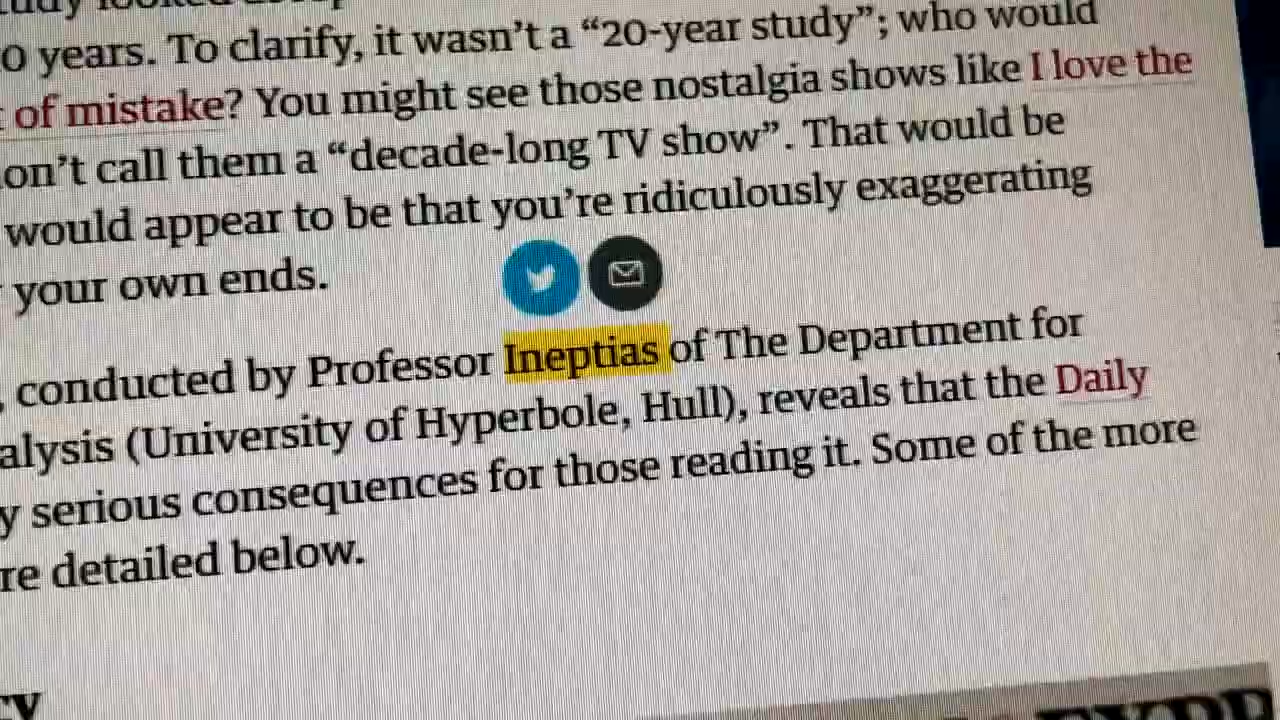 0 years. To clarify, it wasn't a “20-year study”; who would
of mistake? You might see those nostalgia shows like I love the
on't call them a “decade-long TV show”. That would be
would appear to be that you're ridiculously exaggerating
your own ends.
conducted by Professor Ineptias of The Department for
alysis (University of Hyperbole, Hull), reveals that the Daily
y serious consequences for those reading it. Some of the more
re detailed below.